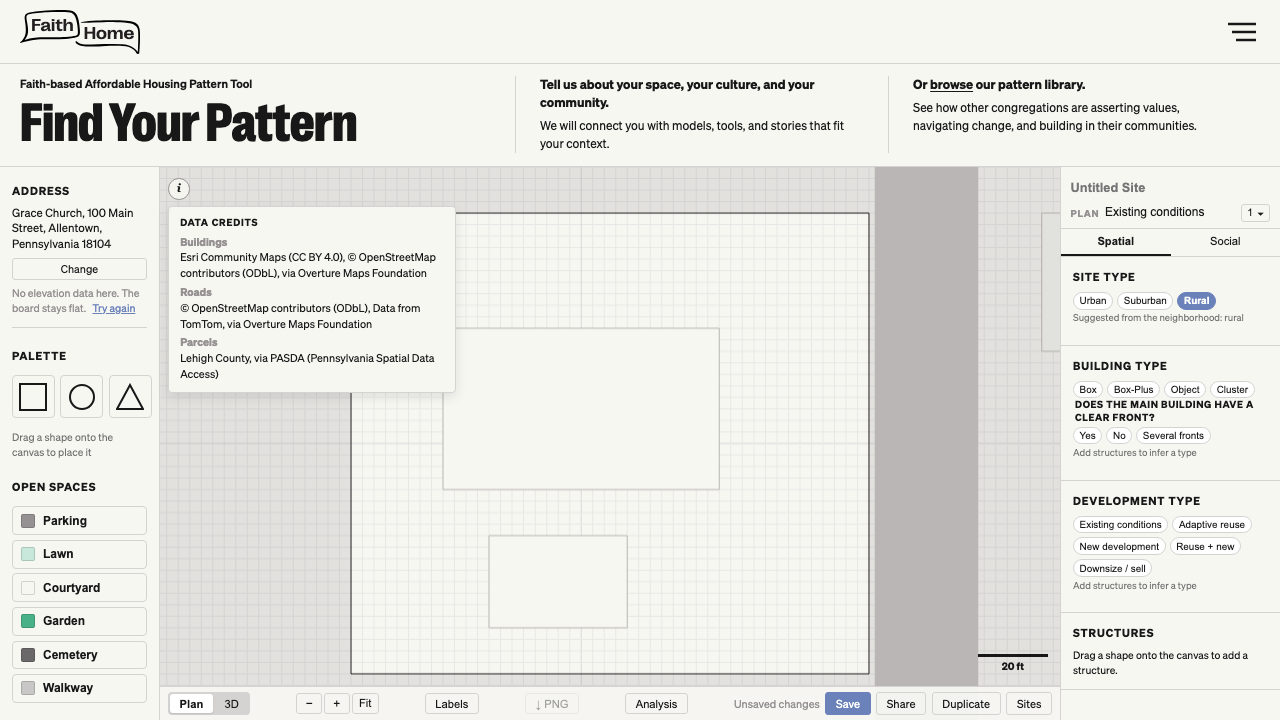 Faith
Home
Faith-based Affordable Housing Pattern Tool
Find Your Pattern
Tell us about your space, your culture, and your
community.
We will connect you with models, tools, and stories that fit
your context.
Or browse our pattern library.
See how other congregations are asserting values,
navigating change, and building in their communities.
ADDRESS
Grace Church, 100 Main
Street, Allentown,
Pennsylvania 18104
Change
No elevation data here. The
board stays flat. Try again
PALETTE
Drag a shape onto the
canvas to place it
OPEN SPACES
Parking
Lawn
Courtyard
Garden
Cemetery
Walkway
i
DATA CREDITS
Buildings
Esri Community Maps (CC BY 4.0), © OpenStreetMap
contributors (ODbL), via Overture Maps Foundation
Roads
© OpenStreetMap contributors (ODbL), Data from
TomTom, via Overture Maps Foundation
Parcels
Lehigh County, via PASDA (Pennsylvania Spatial Data
Access)
20 ft
Plan
3D
−
+
Fit
Labels
↓ PNG
Analysis
Unsaved changes
Save
Share
Duplicate
Sites
Untitled Site
PLAN Existing conditions 1
Spatial
Social
SITE TYPE
Urban Suburban Rural
Suggested from the neighborhood: rural
BUILDING TYPE
Box Box-Plus Object Cluster
DOES THE MAIN BUILDING HAVE A
CLEAR FRONT?
Yes No Several fronts
Add structures to infer a type
DEVELOPMENT TYPE
Existing conditions Adaptive reuse
New development Reuse + new
Downsize / sell
Add structures to infer a type
STRUCTURES
Drag a shape onto the canvas to add a
structure.